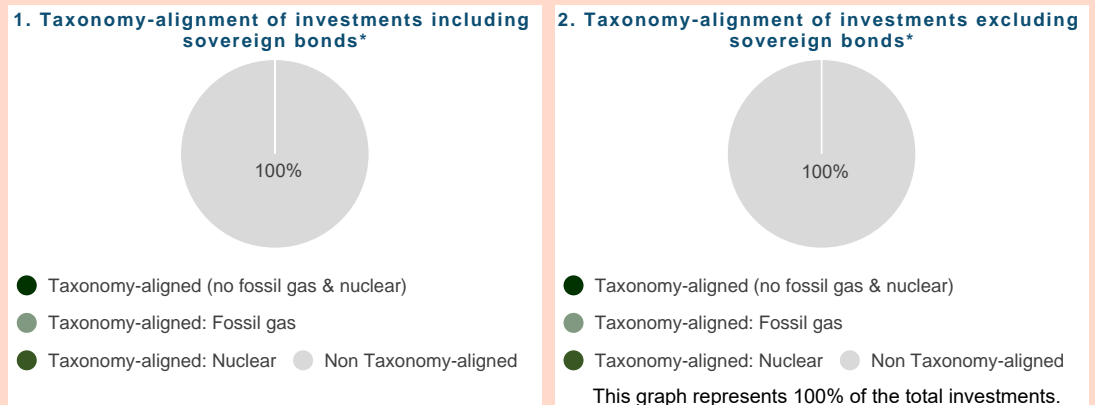 1. Taxonomy-alignment of investments including
sovereign bonds*
100%
Taxonomy-aligned (no fossil gas & nuclear)
Taxonomy-aligned: Fossil gas
Taxonomy-aligned: Nuclear
Non Taxonomy-aligned
2. Taxonomy-alignment of investments excluding
sovereign bonds*
100%
Taxonomy-aligned (no fossil gas & nuclear)
Taxonomy-aligned: Fossil gas
Taxonomy-aligned: Nuclear
Non Taxonomy-aligned
This graph represents 100% of the total investments.